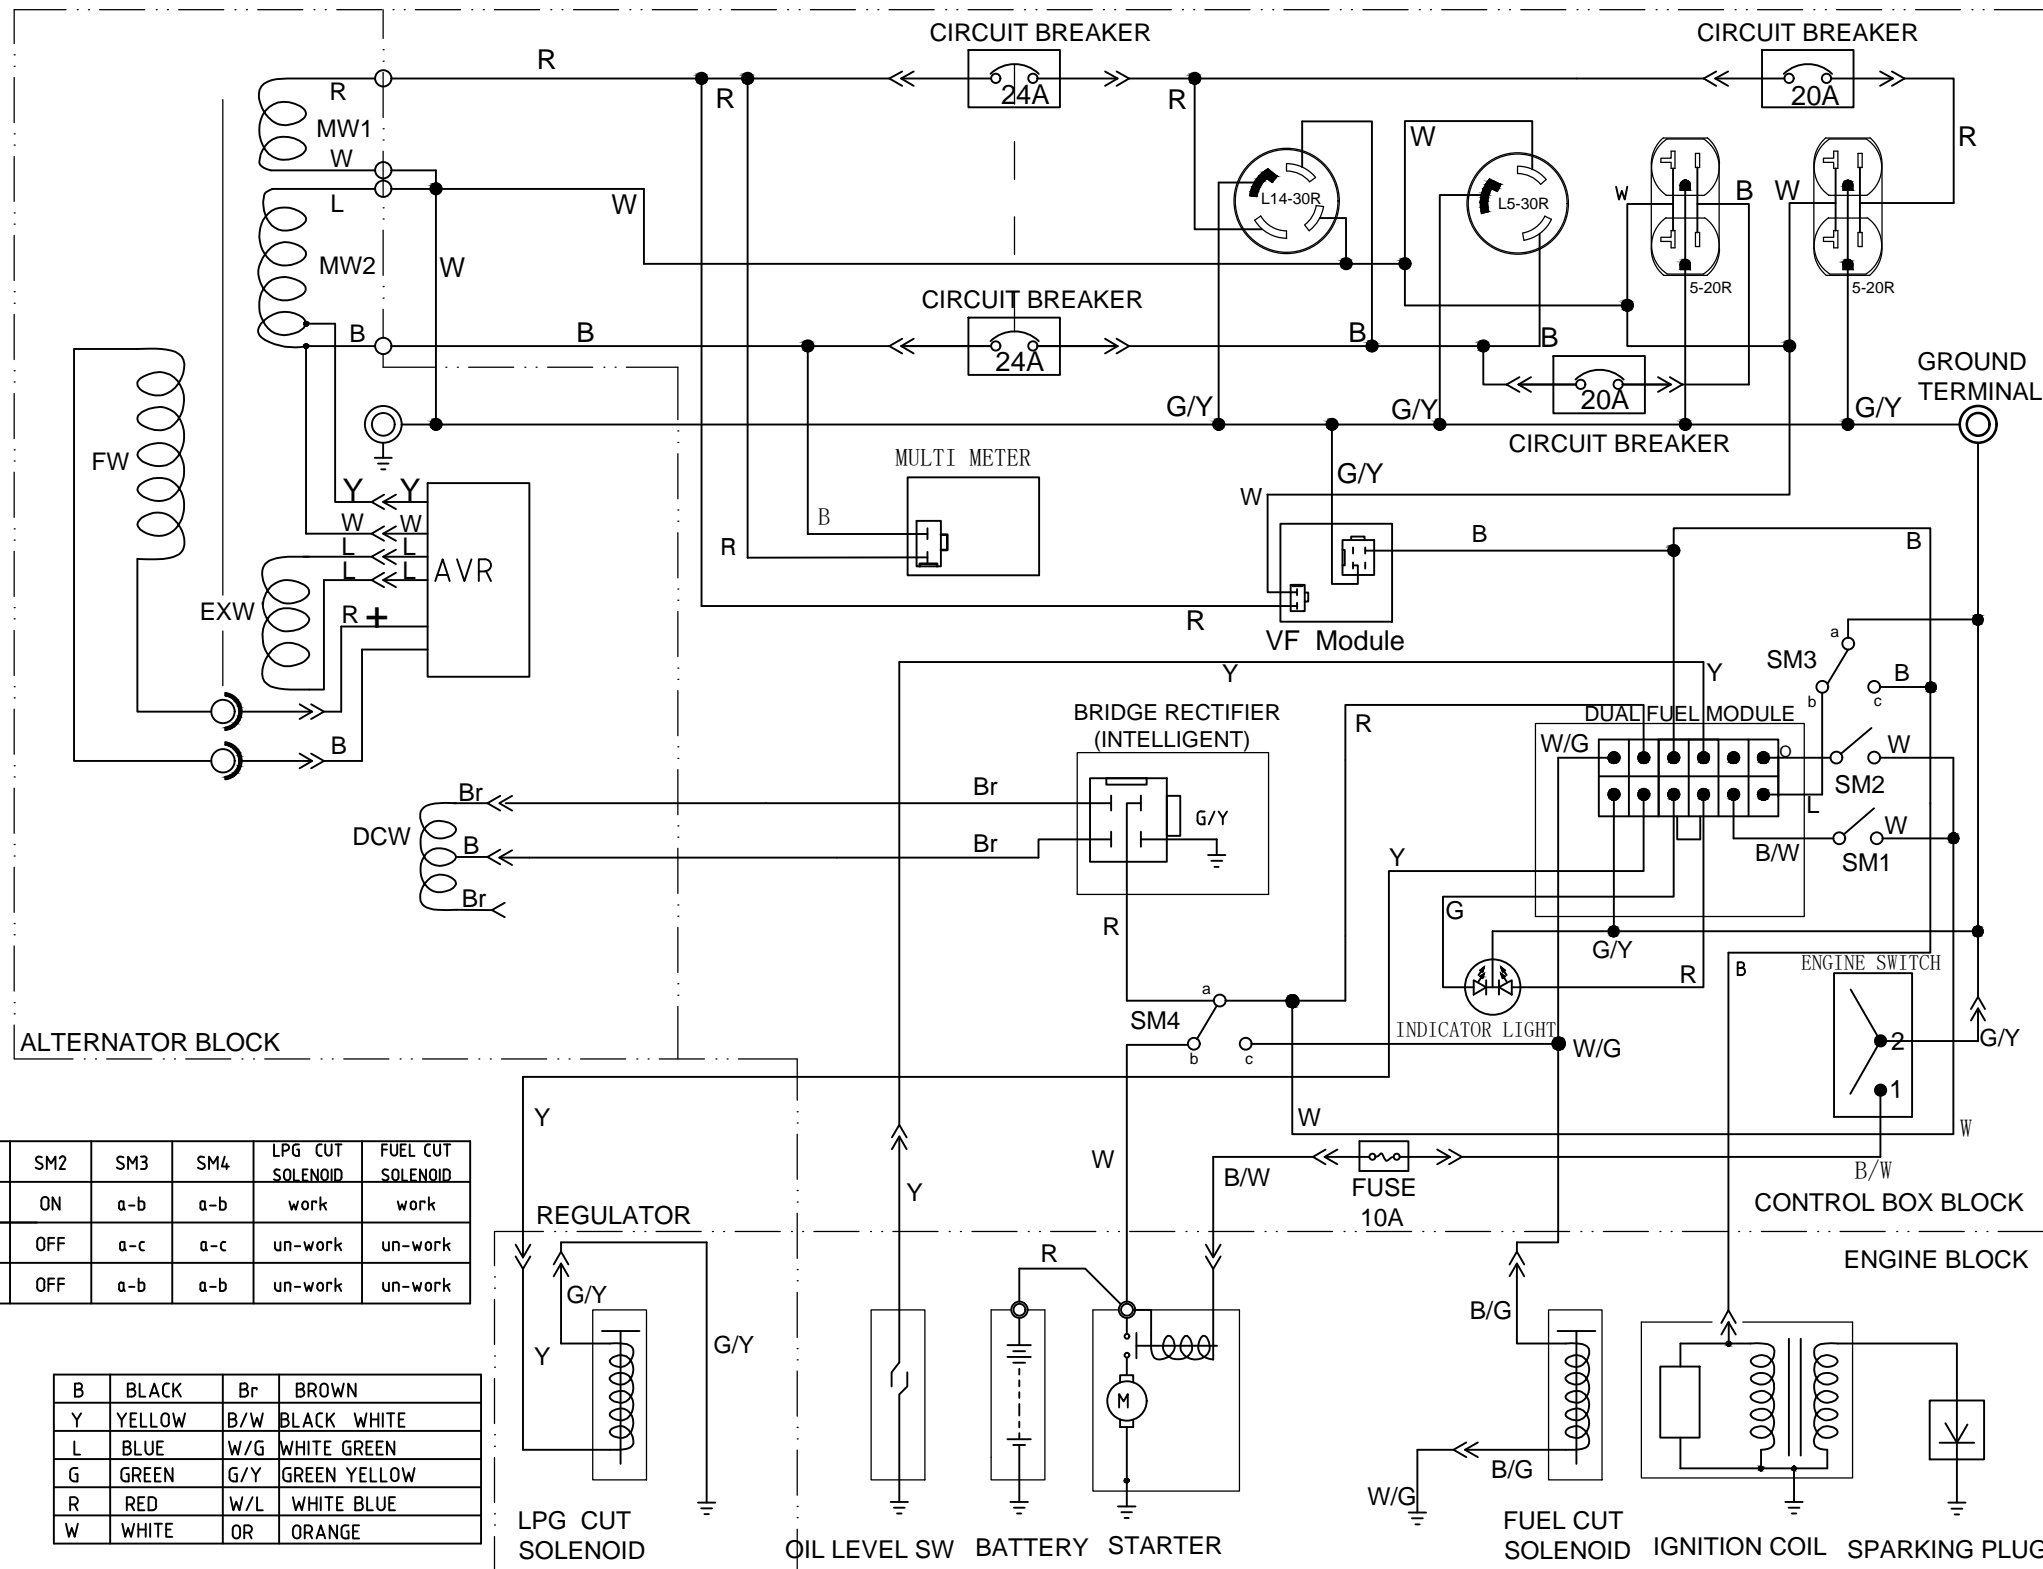 CIRCUIT BREAKER
CIRCUIT BREAKER
R
24A
20A
R
MW1
W
R
R
R
W
L
W
W
L14-30R
L5-30R
W
B
W
MW2
W
5-20R
5-20R
CIRCUIT BREAKER
B
B
24A
B
B
20A
GROUND
TERMINAL
G/Y
G/Y
G/Y
CIRCUIT BREAKER
FW
MULTI METER
G/Y
Y
Y
W
W
W
L
L
L
L
AVR
B
R
B
B
EXW
R
+
R
VF Module
a
SM3
B
b
c
Y
Y
BRIDGE RECTIFIER
(INTELLIGENT)
R
DUAL FUEL MODULE
W/G
O
W
B
SM2
Br
Br
G/Y
L
DCW
B
Br
Y
B/W
W
SM1
Br
R
G
G/Y
R
B
ENGINE SWITCH
a
SM4
b
c
INDICATOR LIGHT
W/G
2
G/Y
1
ALTERNATOR BLOCK
Y
W
W
SM2 SM3 SM4 LPG CUT SOLENOID FUEL CUT SOLENOID
ON a-b a-b work work
OFF a-c a-c un-work un-work
OFF a-b a-b un-work un-work
W
Y
B/W
FUSE
10A
B/W
CONTROL BOX BLOCK
REGULATOR
R
ENGINE BLOCK
G/Y
Y
G/Y
B/G
M
B/G
W/G
B BLACK Br BROWN
Y YELLOW B/W BLACK WHITE
L BLUE W/G WHITE GREEN
G GREEN G/Y GREEN YELLOW
R RED W/L WHITE BLUE
W WHITE OR ORANGE
LPG CUT
SOLENOID
OIL LEVEL SW
BATTERY
STARTER
FUEL CUT
SOLENOID
IGNITION COIL
SPARKING PLUG